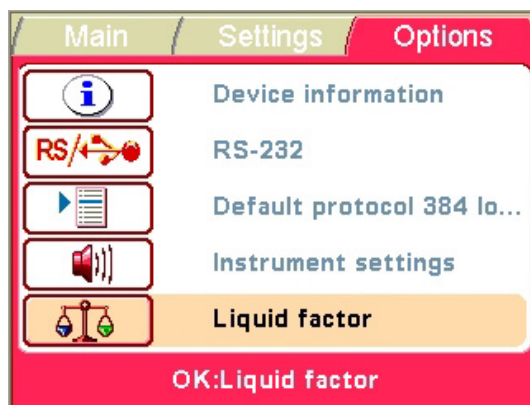 Main Settings Options
Device information
RS/ RS-232
Default protocol 384 lo...
Instrument settings
Liquid factor
OK:Liquid factor